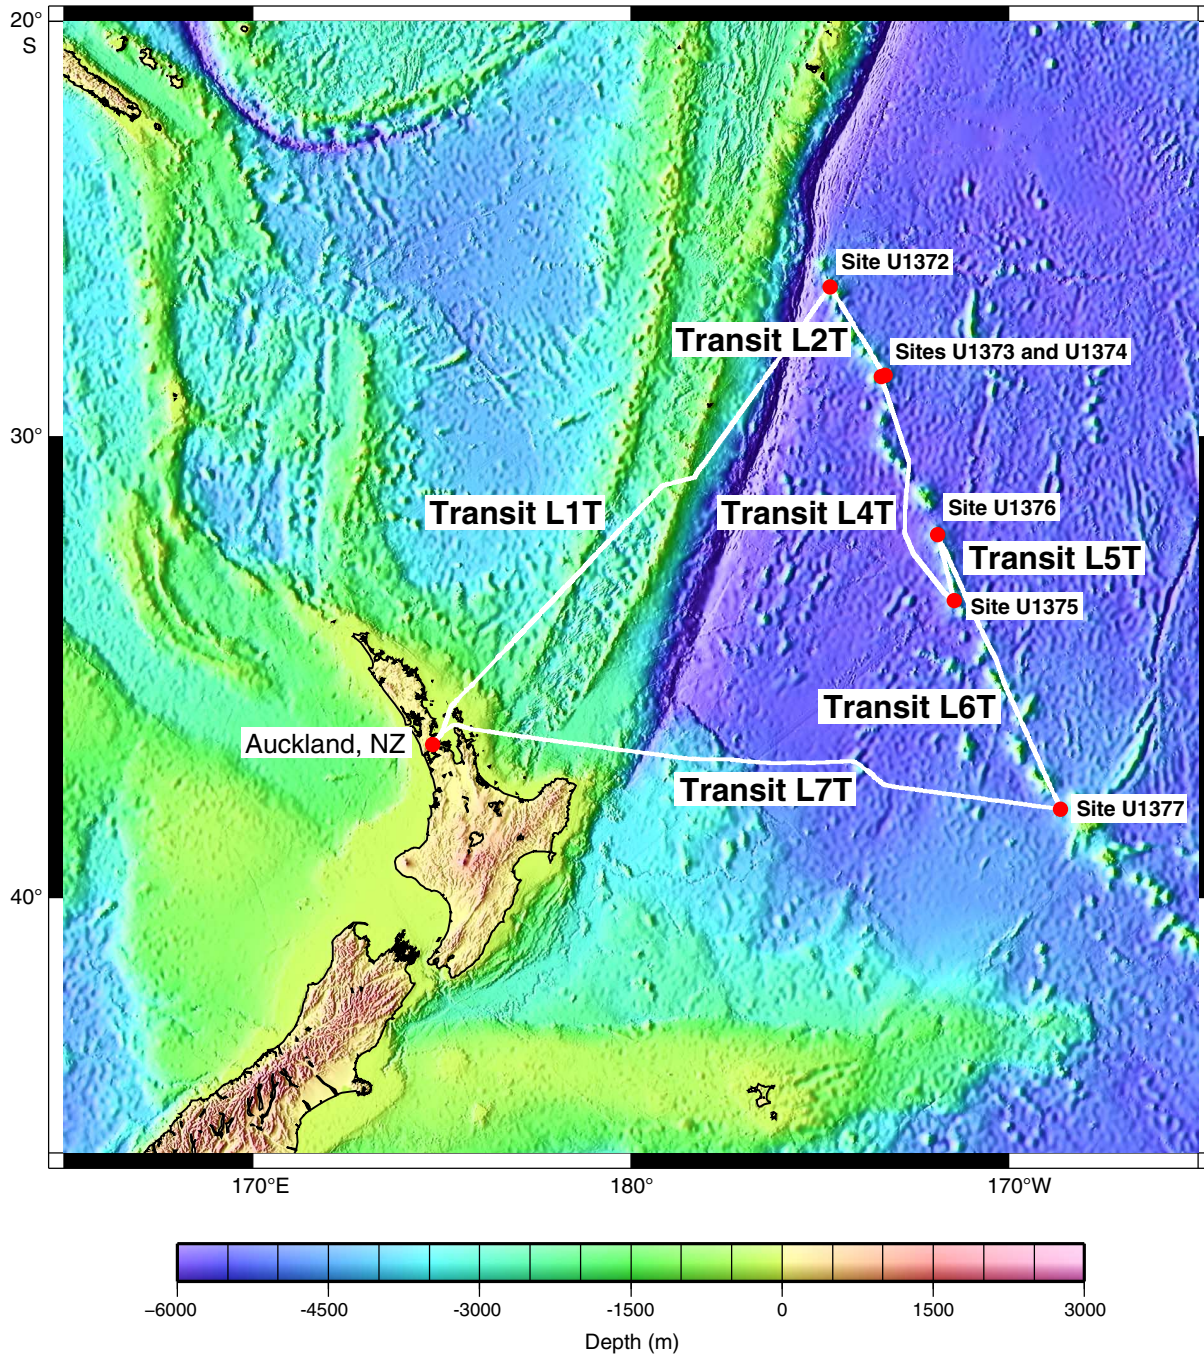 20°
S
Site U1372
Transit L2T
Sites U1373 and U1374
30°
Transit L1T
Transit L4T
Site U1376
Transit L5T
Site U1375
Transit L6T
Auckland, NZ
Transit L7T
Site U1377
40°
170°E
180°
170°W
−6000
-4500
-3000
-1500
0
1500
3000
Depth (m)